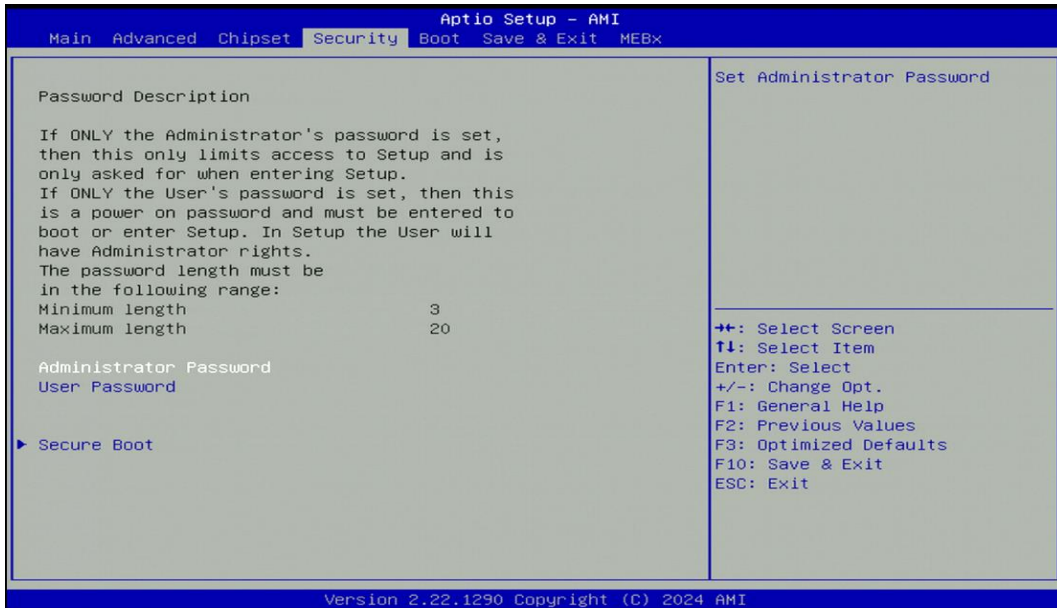 Aptio Setup – AMI
Main Advanced Chipset Security Boot Save & Exit MEBx
Password Description
If ONLY the Administrator's password is set,
then this only limits access to Setup and is
only asked for when entering Setup.
If ONLY the User's password is set, then this
is a power on password and must be entered to
boot or enter Setup. In Setup the User will
have Administrator rights.
The password length must be
in the following range:
Minimum length 3
Maximum length 20
Administrator Password
User Password
► Secure Boot
Set Administrator Password
→←: Select Screen
↑↓: Select Item
Enter: Select
+/-: Change Opt.
F1: General Help
F2: Previous Values
F3: Optimized Defaults
F10: Save & Exit
ESC: Exit
Version 2.22.1290 Copyright (C) 2024 AMI